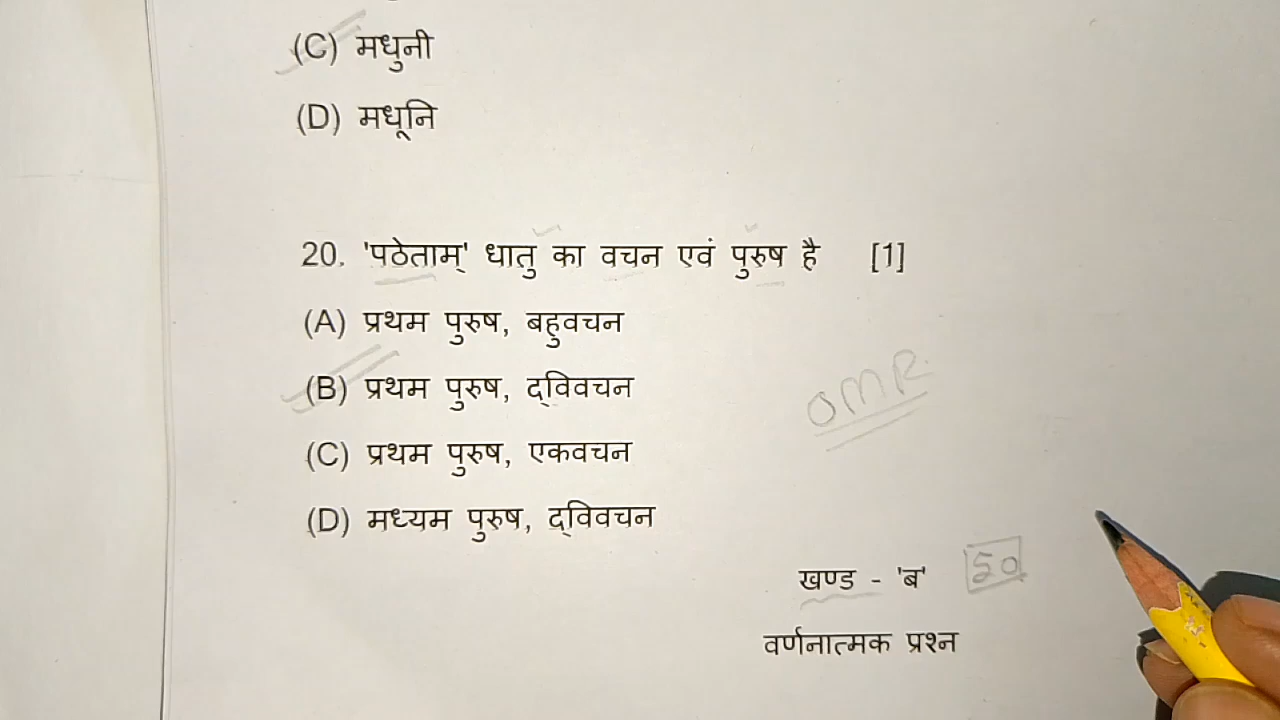 (C) मधुनी
(D) मधूनि
20. 'पठेताम्' धातु का वचन एवं पुरुष है [1]
(A) प्रथम पुरुष, बहुवचन
(B) प्रथम पुरुष, द्विवचन
OMR
(C) प्रथम पुरुष, एकवचन
(D) मध्यम पुरुष, द्विवचन
खण्ड - 'ब' 50
वर्णनात्मक प्रश्न